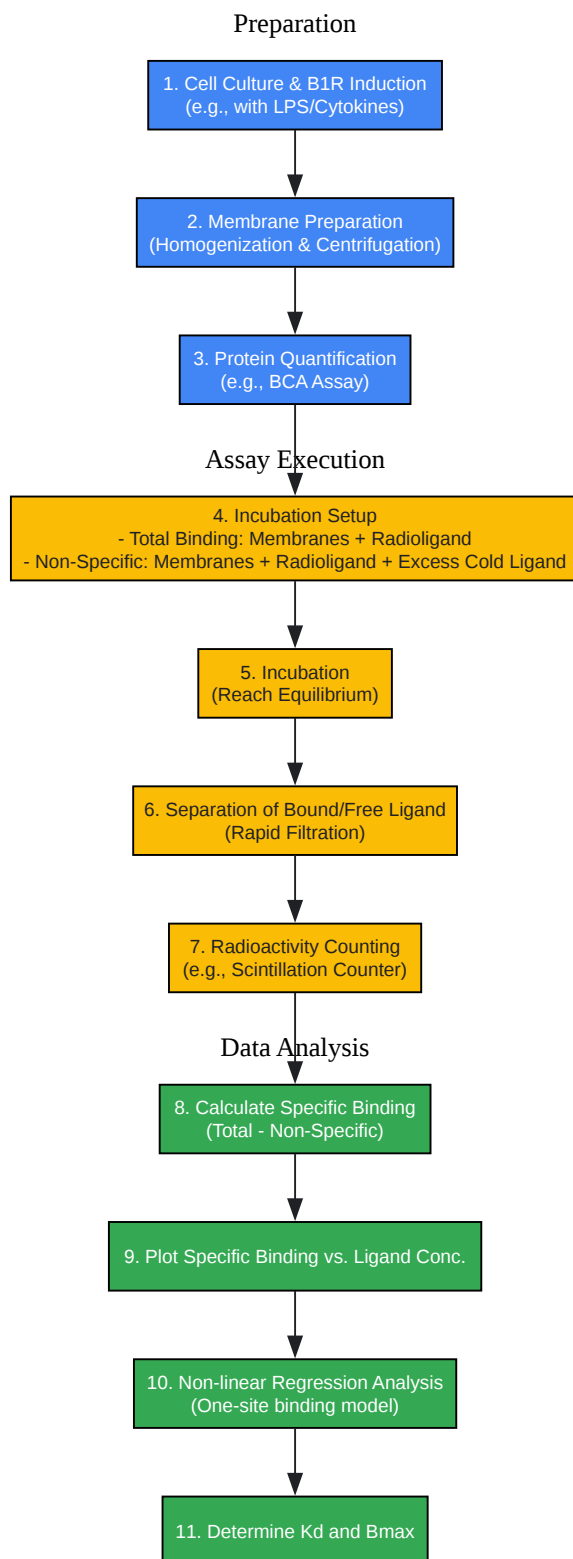 Preparation
1. Cell Culture & B1R Induction
(e.g., with LPS/Cytokines)
2. Membrane Preparation
(Homogenization & Centrifugation)
3. Protein Quantification
(e.g., BCA Assay)
Assay Execution
4. Incubation Setup
- Total Binding: Membranes + Radioligand
- Non-Specific: Membranes + Radioligand + Excess Cold Ligand
5. Incubation
(Reach Equilibrium)
6. Separation of Bound/Free Ligand
(Rapid Filtration)
7. Radioactivity Counting
(e.g., Scintillation Counter)
Data Analysis
8. Calculate Specific Binding
(Total - Non-Specific)
9. Plot Specific Binding vs. Ligand Conc.
10. Non-linear Regression Analysis
(One-site binding model)
11. Determine Kd and Bmax